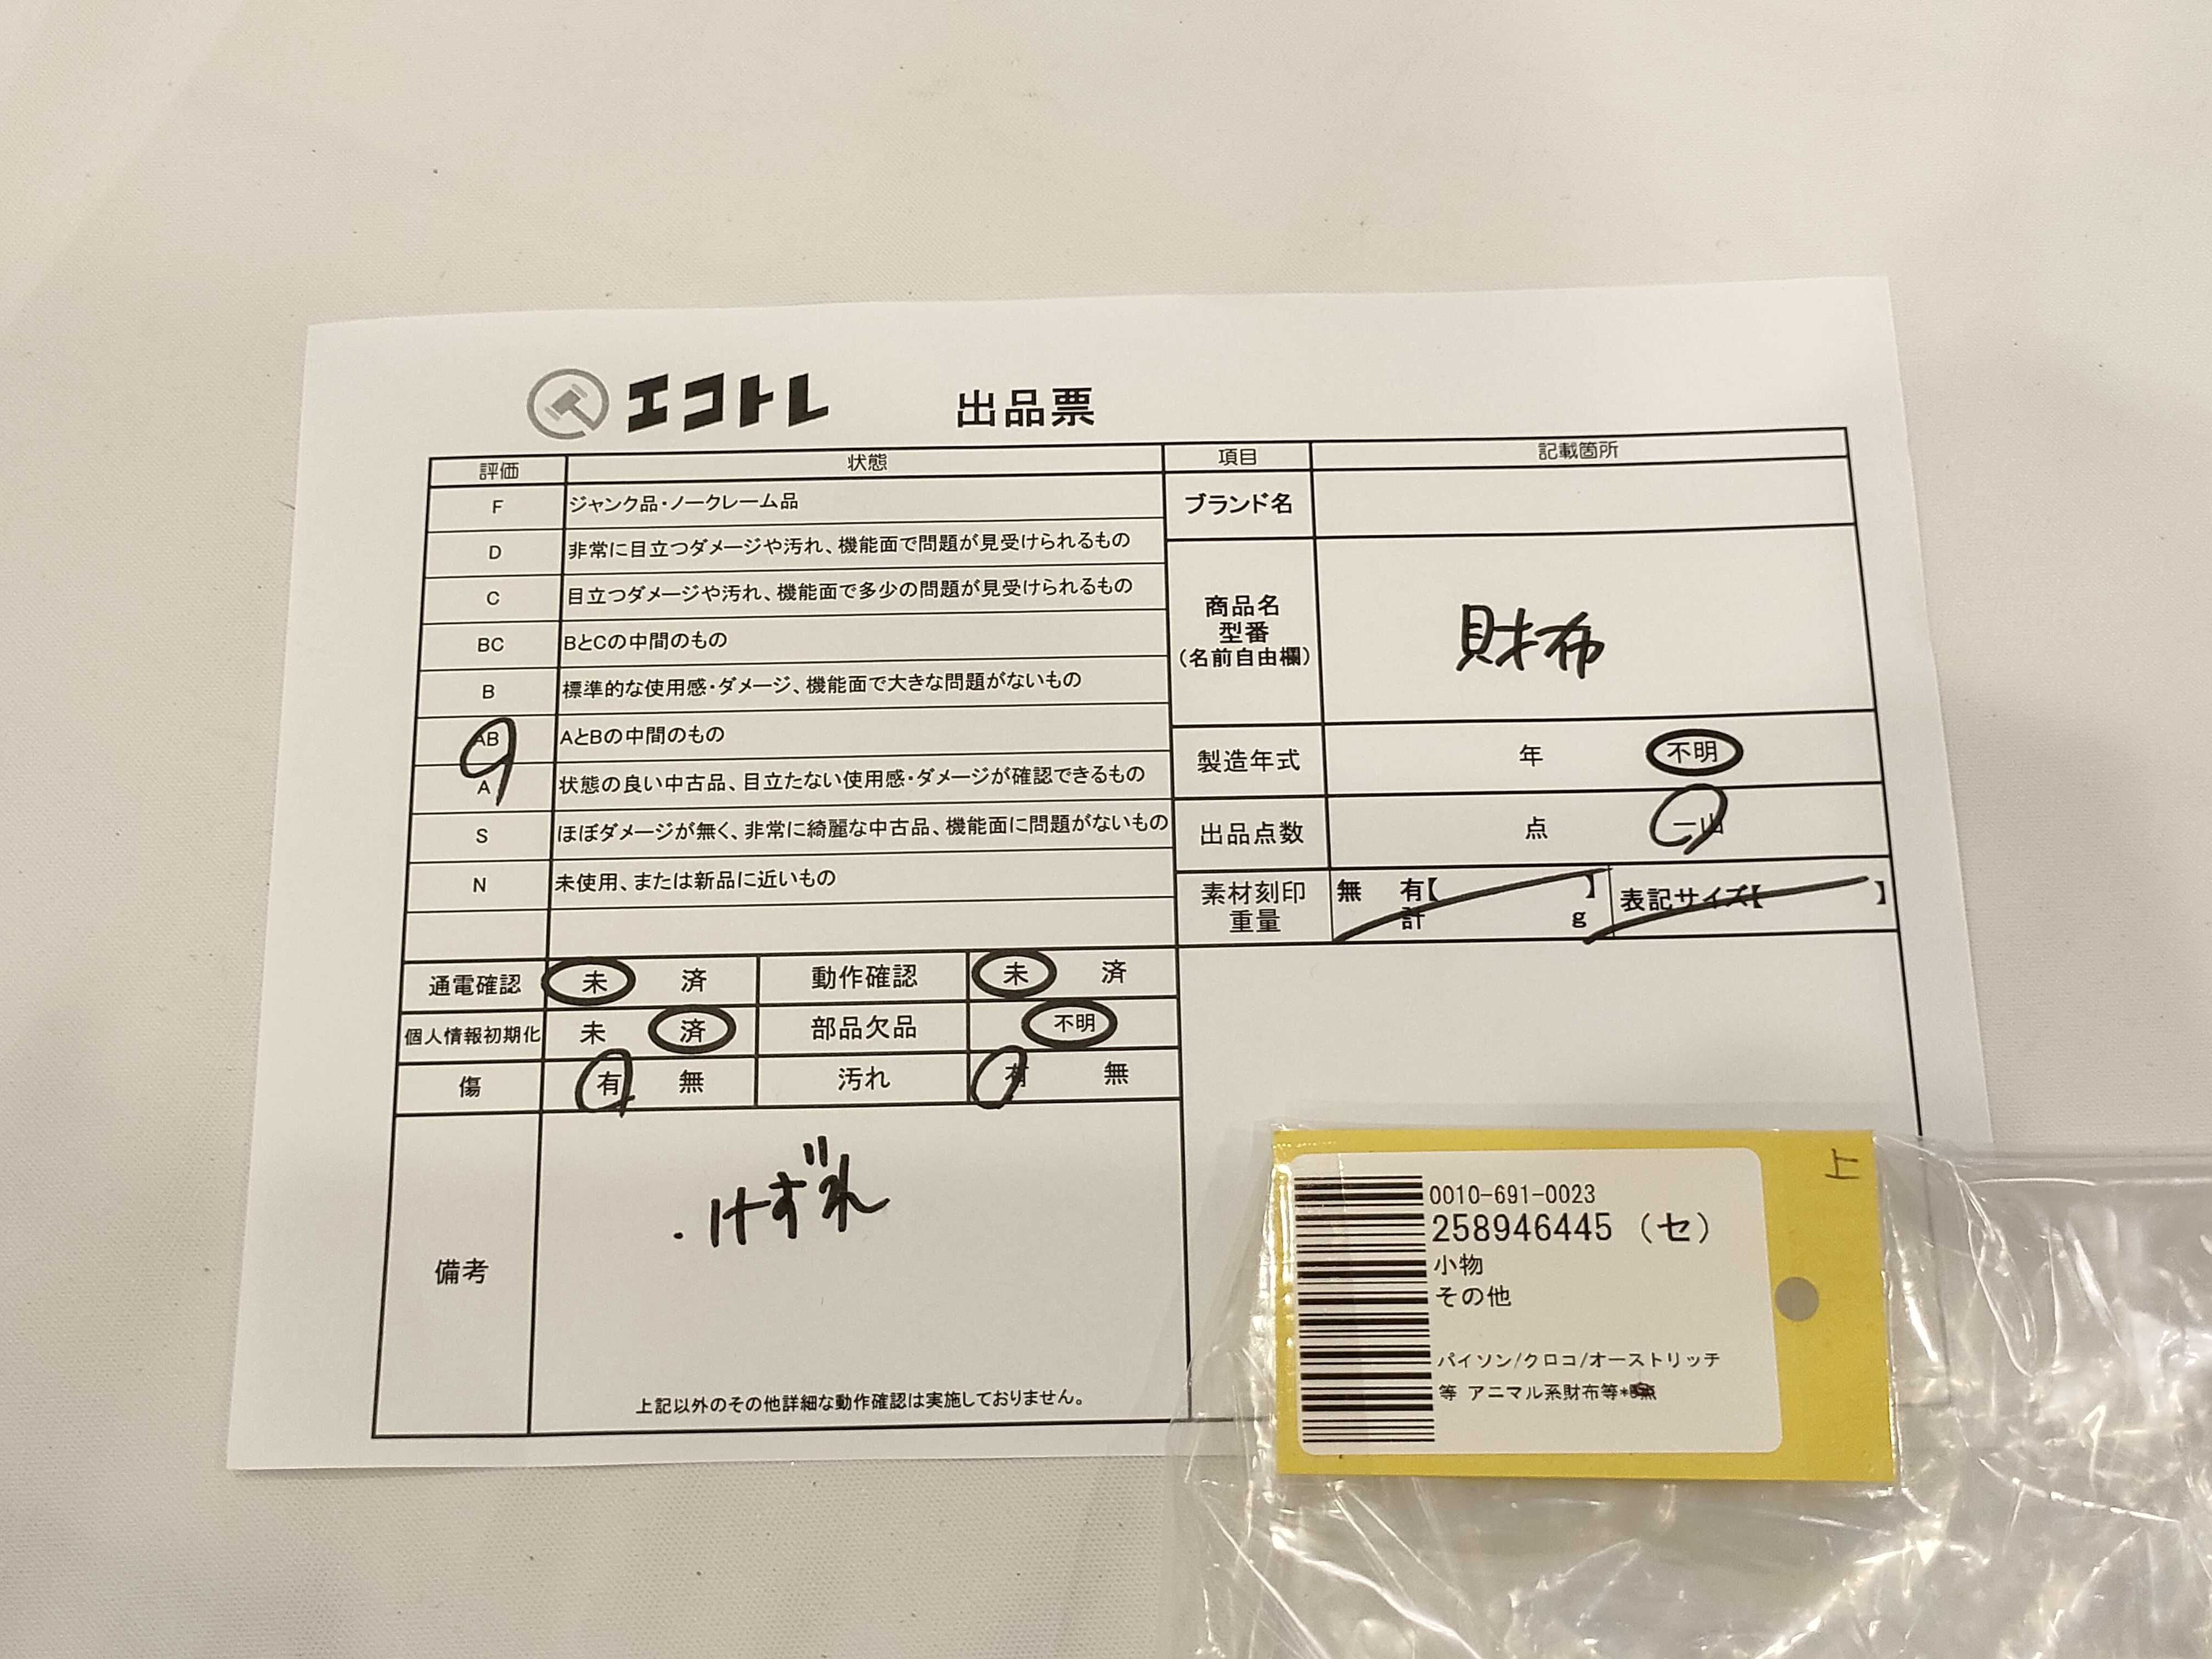 エコトレ 出品票
評価 状態 項目 記載箇所
F ジャンク品・ノークレーム品
D 非常に目立つダメージや汚れ、機能面で問題が見受けられるもの
C 目立つダメージや汚れ、機能面で多少の問題が見受けられるもの
BC BとCの中間のもの
B 標準的な使用感・ダメージ、機能面で大きな問題がないもの
AB AとBの中間のもの
A 状態の良い中古品、目立たない使用感・ダメージが確認できるもの
S ほぼダメージが無く、非常に綺麗な中古品、機能面に問題がないもの
N 未使用、または新品に近いもの
ブランド名
商品名
型番
(名前自由欄)
財布
製造年式 年 不明
出品点数 点 一山
素材刻印
重量
無 有【 】
計 g
表記サイズ【 】
通電確認 未 済 動作確認 未 済
個人情報初期化 未 済 部品欠品 不明
傷 有 無 汚れ 有 無
備考
上記以外のその他詳細な動作確認は実施しておりません。
上
0010-691-0023
258946445 (セ)
小物
その他
パイソン/クロコ/オーストリッチ
等 アニマル系財布等*